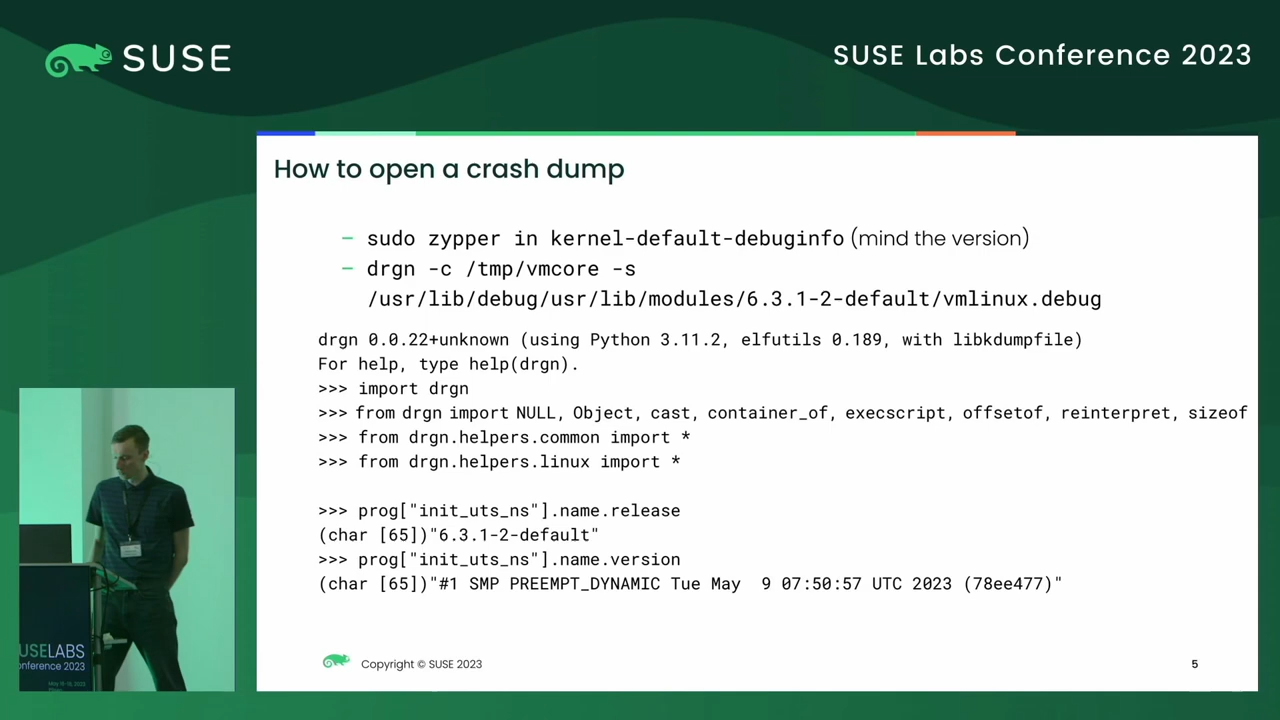 SUSE
SUSE Labs Conference 2023
How to open a crash dump
– sudo zypper in kernel-default-debuginfo (mind the version)
– drgn -c /tmp/vmcore -s
/usr/lib/debug/usr/lib/modules/6.3.1-2-default/vmlinux.debug
drgn 0.0.22+unknown (using Python 3.11.2, elfutils 0.189, with libkdumpfile)
For help, type help(drgn).
>>> import drgn
>>> from drgn import NULL, Object, cast, container_of, execscript, offsetof, reinterpret, sizeof
>>> from drgn.helpers.common import *
>>> from drgn.helpers.linux import *
>>> prog["init_uts_ns"].name.release
(char [65])"6.3.1-2-default"
>>> prog["init_uts_ns"].name.version
(char [65])"#1 SMP PREEMPT_DYNAMIC Tue May  9 07:50:57 UTC 2023 (78ee477)"
USELABS
onference 2023
Copyright © SUSE 2023
5